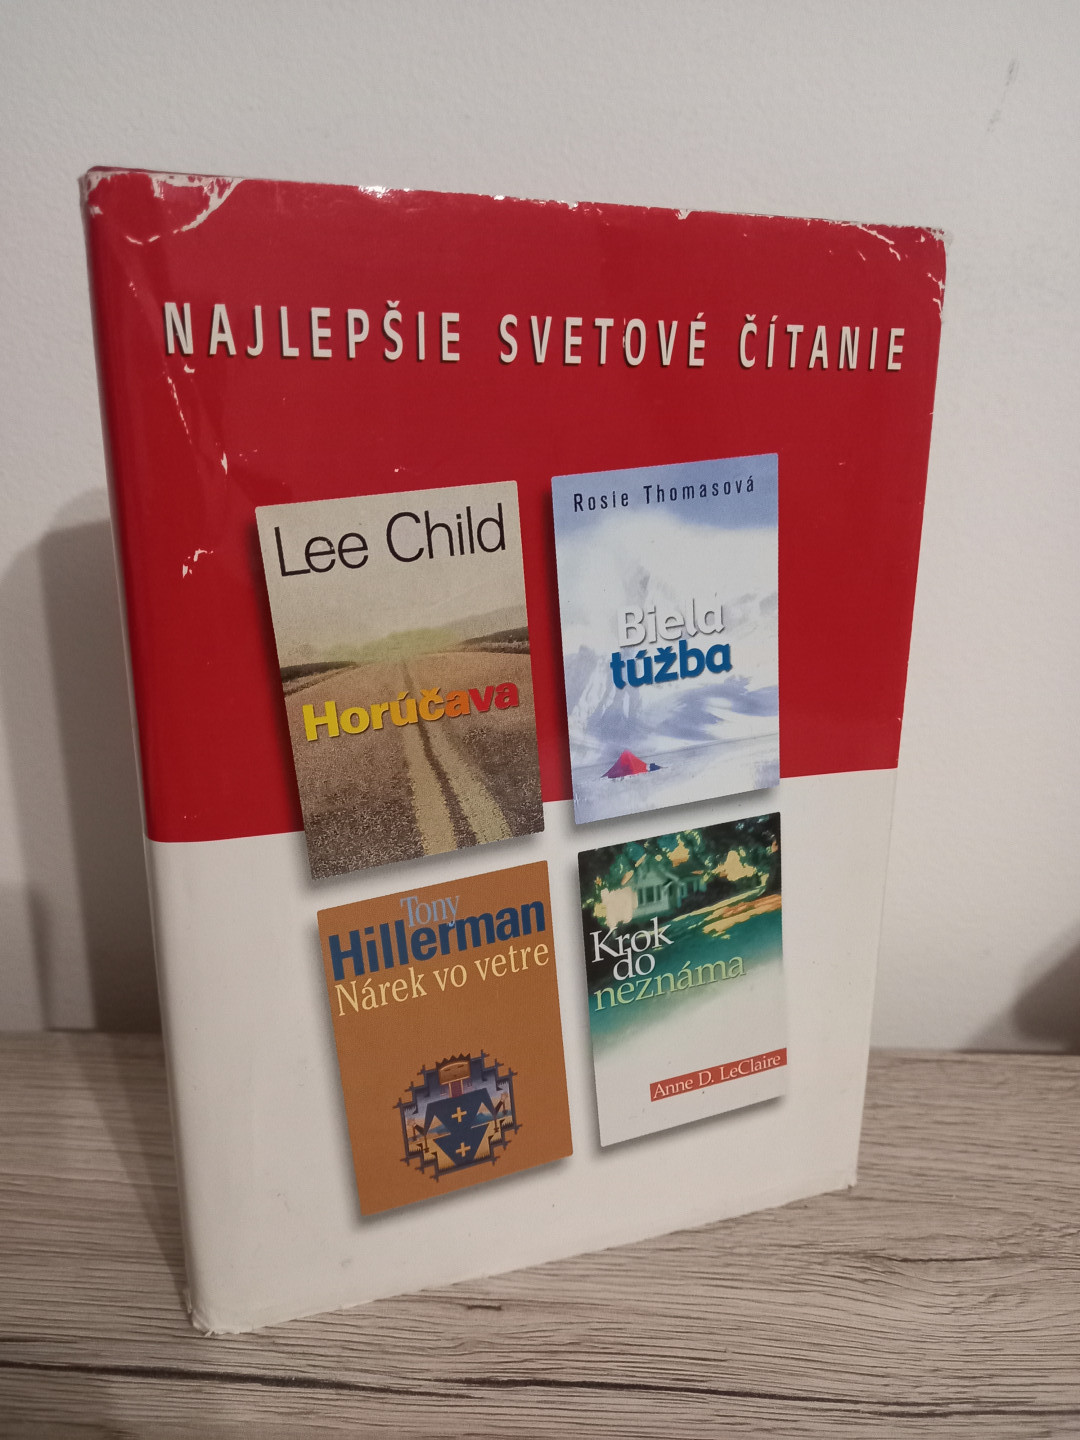 NAJLEPŠIE SVETOVÉ ČÍTANIE
Lee Child
Horúčava
Rosie Thomasová
Biela
túžba
Tony
Hillerman
Nárek vo vetre
Krok
do
neznáma
Anne D. LeClaire